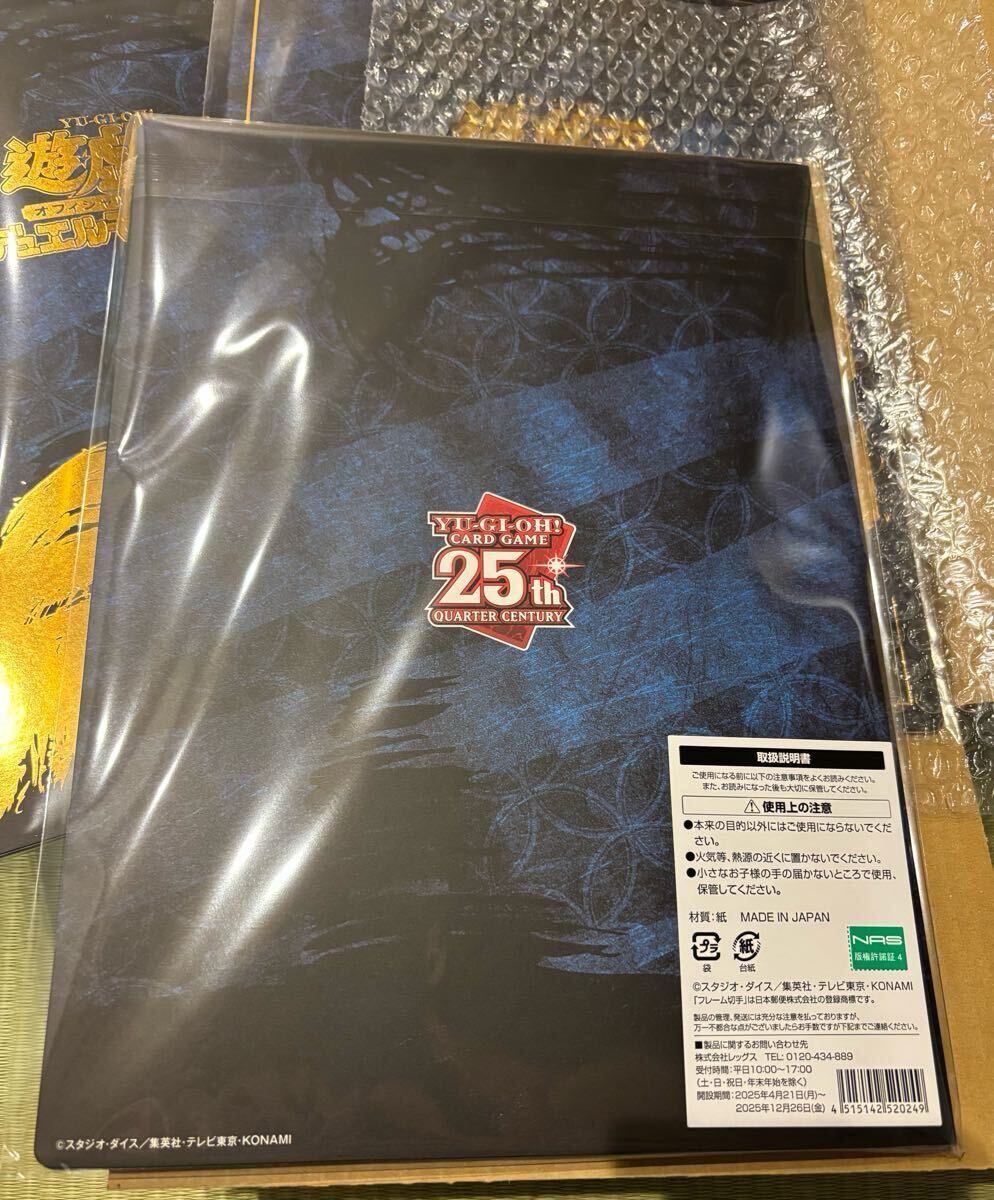 YU-GI-OH!
遊戯
オフィシャル
デュエル
YU-GI-OH!
CARD GAME
25th
QUARTER CENTURY
取扱説明書
ご使用になる前に以下の注意事項をよくお読みください。
また、お読みになった後も大切に保管してください。
⚠使用上の注意
●本来の目的以外にはご使用にならないでくだ
さい。
●火気等、熱源の近くに置かないでください。
●小さなお子様の手の届かないところで使用、
保管してください。
材質：紙 MADE IN JAPAN
プラ 紙
袋 台紙
NAS
版権許諾証 4
©スタジオ・ダイス／集英社・テレビ東京・KONAMI
「フレーム切手」は日本郵便株式会社の登録商標です。
製品の管理、発送には充分な注意を払っておりますが、
万一不都合な点がございましたらお手数ですが下記までご連絡ください。
■製品に関するお問い合わせ先
株式会社レッグス TEL: 0120-434-889
受付時間：平日10:00～17:00
（土・日・祝日・年末年始を除く）
開設期間：2025年4月21日(月)～
2025年12月26日(金)
4 515142 520249
©スタジオ・ダイス／集英社・テレビ東京・KONAMI